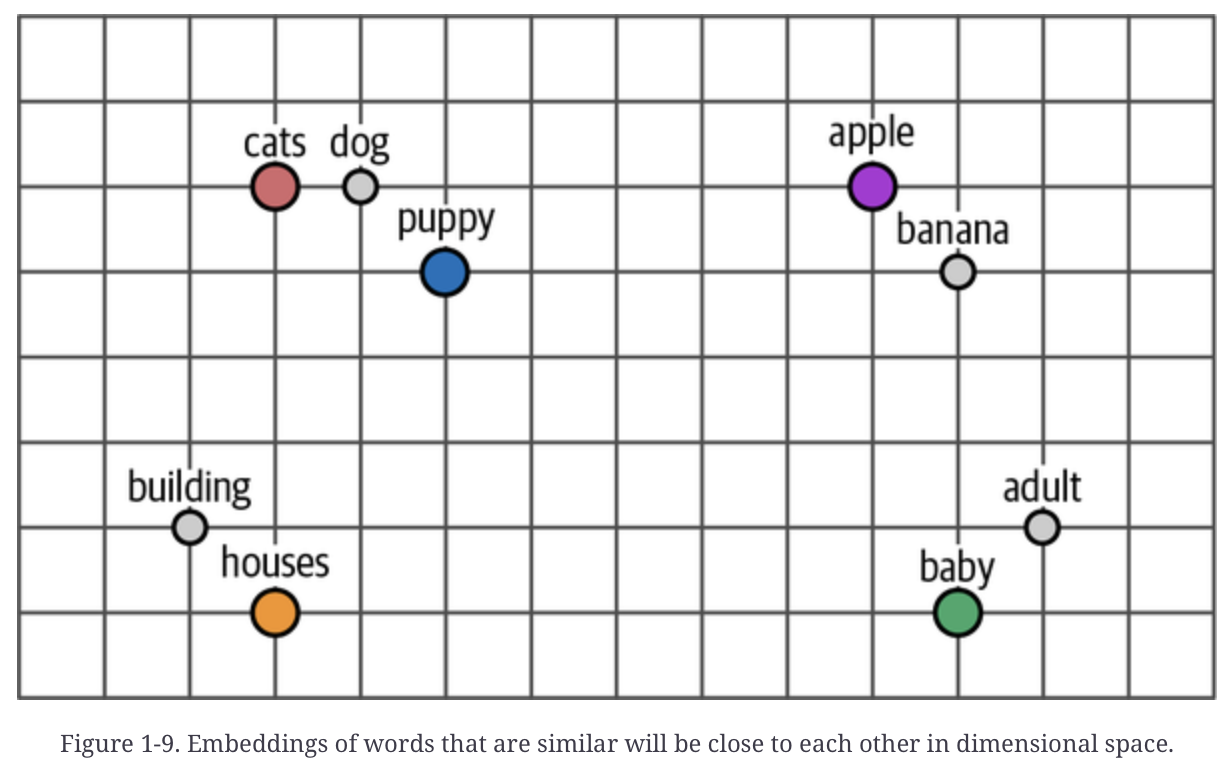 cats dog
apple
puppy
banana
building
adult
houses
baby
Figure 1-9. Embeddings of words that are similar will be close to each other in dimensional space.